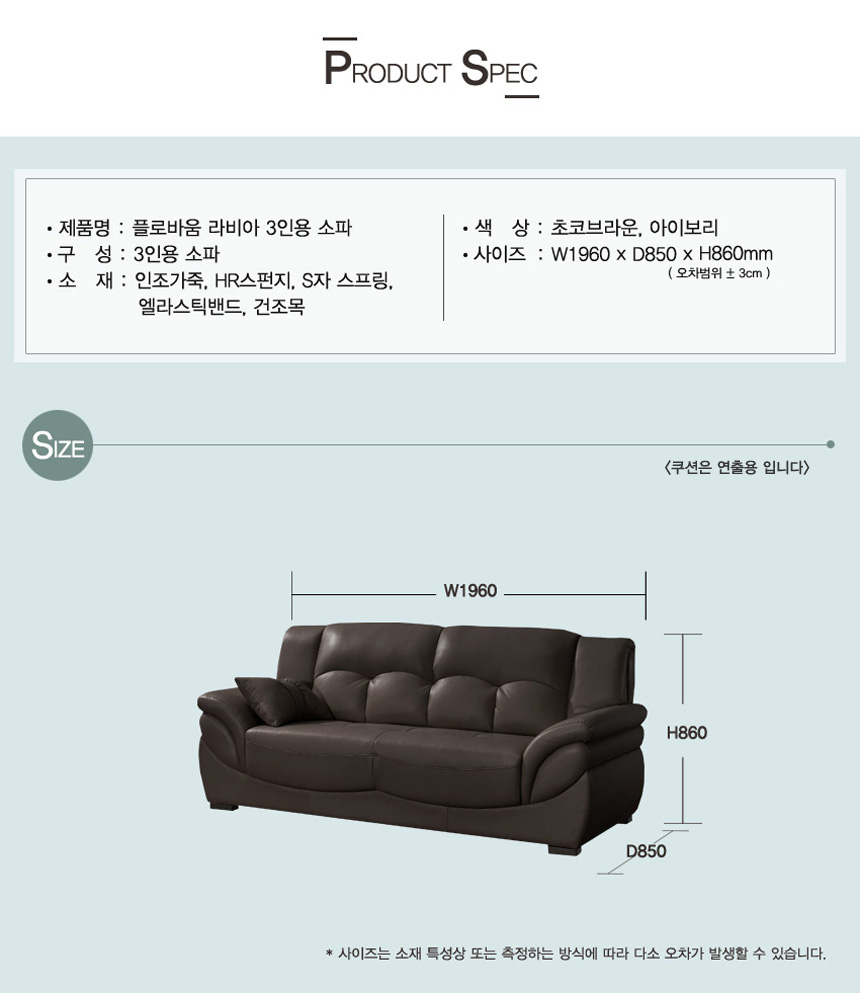 PRODUCT SPEC
• 제품명 : 플로바움 라비아 3인용 소파
• 구 성 : 3인용 소파
• 소 재 : 인조가죽, HR스펀지, S자 스프링,
엘라스틱밴드, 건조목
• 색 상 : 초코브라운, 아이보리
• 사이즈 : W1960 x D850 x H860mm
( 오차범위 ± 3cm )
SIZE
〈쿠션은 연출용 입니다〉
W1960
H860
D850
* 사이즈는 소재 특성상 또는 측정하는 방식에 따라 다소 오차가 발생할 수 있습니다.